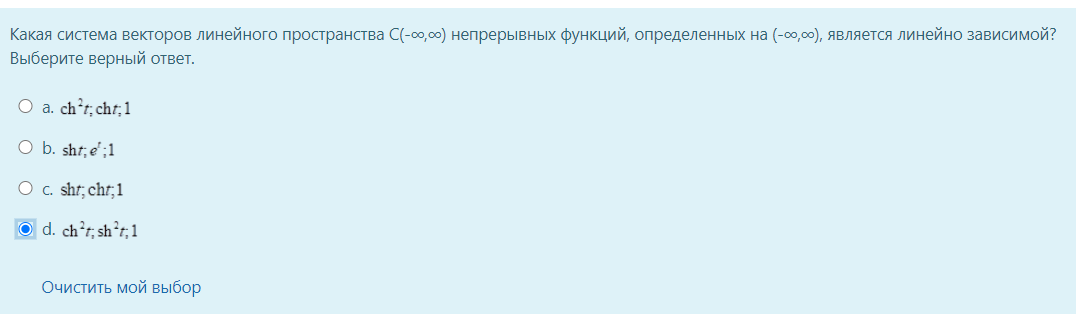 Какая система векторов линейного пространства C(-∞,∞) непрерывных функций, определенных на (-∞,∞), является линейно зависимой?
Выберите верный ответ.
a. ch²t; cht; 1
b. sht; eᵗ; 1
c. sht; cht; 1
d. ch²t; sh²t; 1
Очистить мой выбор